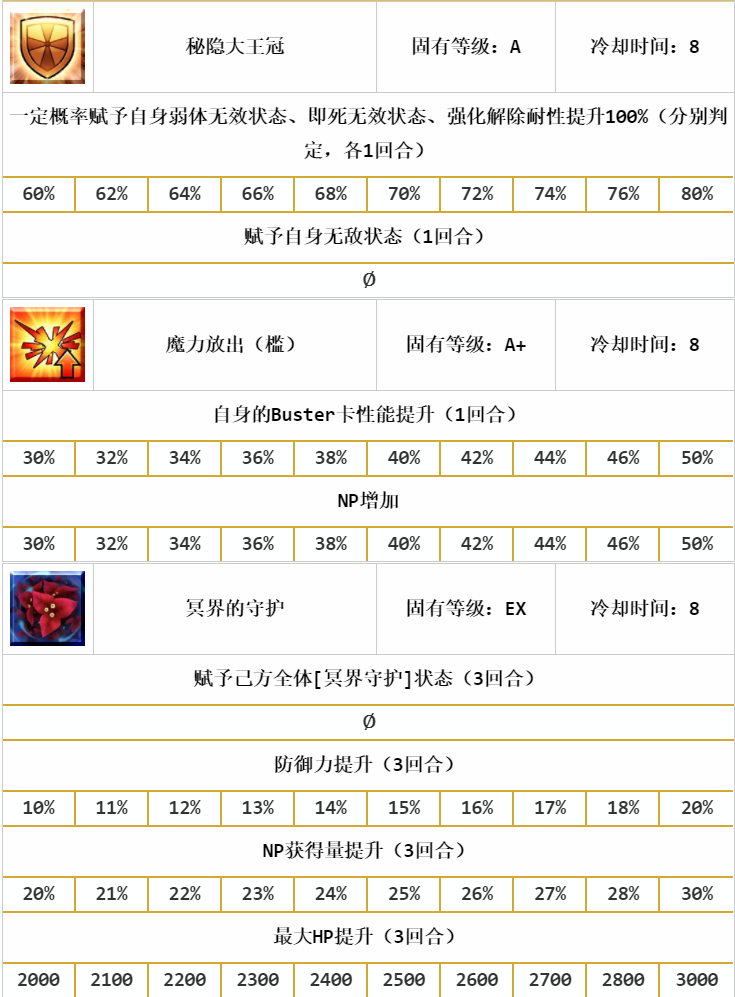 秘隐大王冠 固有等级：A 冷却时间：8
一定概率赋予自身弱体无效状态、即死无效状态、强化解除耐性提升100%（分别判
定，各1回合）
60% 62% 64% 66% 68% 70% 72% 74% 76% 80%
赋予自身无敌状态（1回合）
Ø
魔力放出（槛） 固有等级：A+ 冷却时间：8
自身的Buster卡性能提升（1回合）
30% 32% 34% 36% 38% 40% 42% 44% 46% 50%
NP增加
30% 32% 34% 36% 38% 40% 42% 44% 46% 50%
冥界的守护 固有等级：EX 冷却时间：8
赋予己方全体[冥界守护]状态（3回合）
Ø
防御力提升（3回合）
10% 11% 12% 13% 14% 15% 16% 17% 18% 20%
NP获得量提升（3回合）
20% 21% 22% 23% 24% 25% 26% 27% 28% 30%
最大HP提升（3回合）
2000 2100 2200 2300 2400 2500 2600 2700 2800 3000